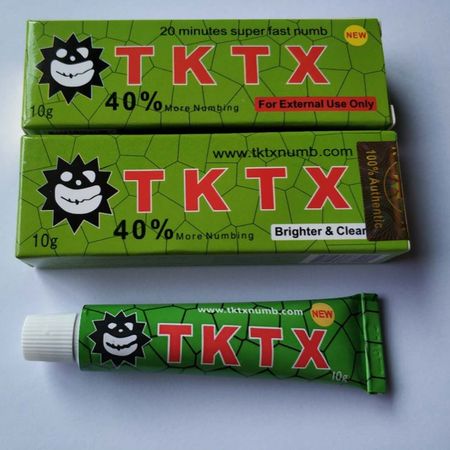 20 minutes super fast numb
NEW
TKTX
10g
40% More Numbing
For External Use Only
www.tktxnumb.com
TKTX
100% Authentic
10g
40% More Numbing
Brighter & Clear
www.tktxnumb.com
NEW
TKTX
10g